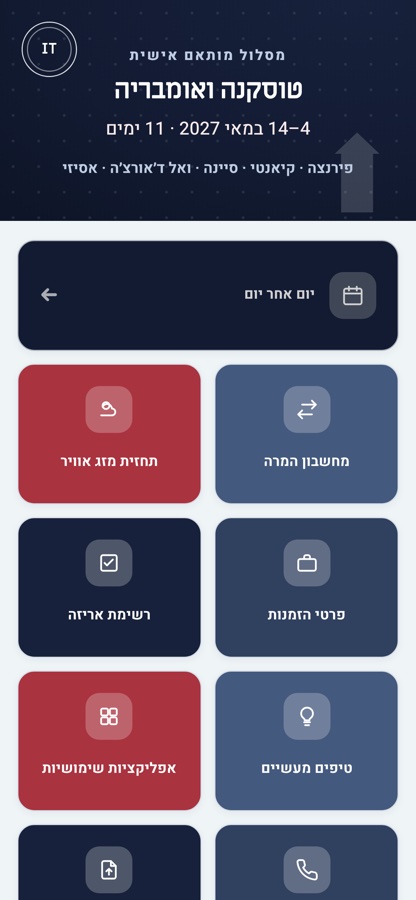 IT
מסלול מותאם אישית
טוסקנה ואומבריה
4–14 במאי 2027 · 11 ימים
פירנצה · קיאנטי · סיינה · ואל ד'אורצ'ה · אסיזי
יום אחר יום
מחשבון המרה
תחזית מזג אוויר
פרטי הזמנות
רשימת אריזה
טיפים מעשיים
אפליקציות שימושיות